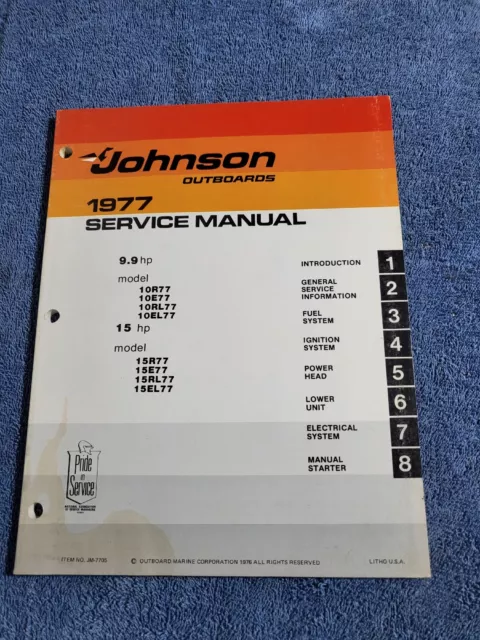 Johnson
OUTBOARDS
1977
SERVICE MANUAL
9.9 hp
model
10R77
10E77
10RL77
10EL77
15 hp
model
15R77
15E77
15RL77
15EL77
INTRODUCTION 1
GENERAL
SERVICE
INFORMATION 2
FUEL
SYSTEM 3
IGNITION
SYSTEM 4
POWER
HEAD 5
LOWER
UNIT 6
ELECTRICAL
SYSTEM 7
MANUAL
STARTER 8
Pride
in
Service
ITEM NO. JM-7705
© OUTBOARD MARINE CORPORATION 1976 ALL RIGHTS RESERVED
LITHO U.S.A.